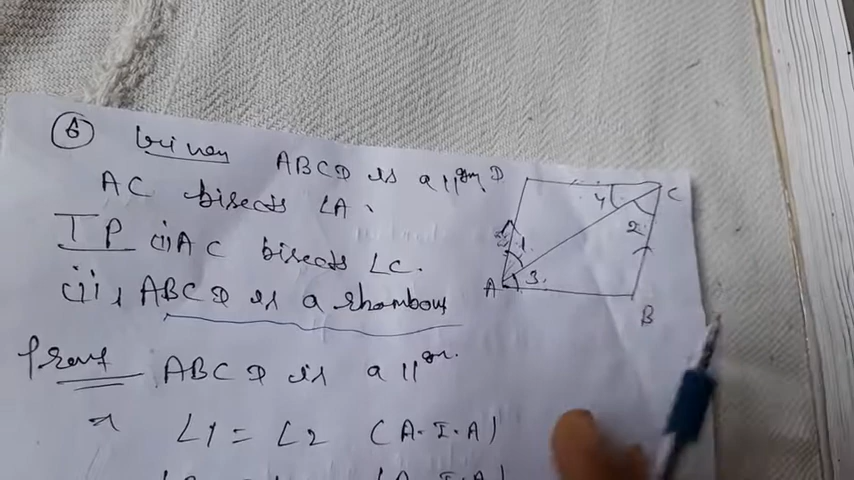 6 Given ABCD is a ||gm
AC bisects ∠A.
TP (i) AC bisects ∠C.
(ii) ABCD is a rhombus
Proof ABCD is a ||gm.
∠1 = ∠2 (A.I.A)
(A.I.A)
D
C
4
2
1
3.
A
B